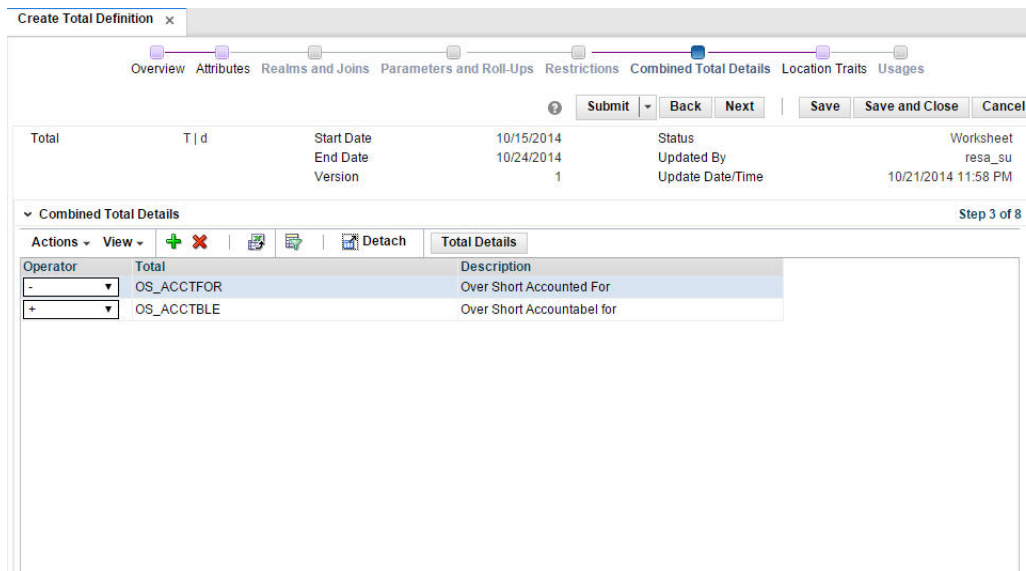 Create Total Definition x
Overview Attributes Realms and Joins Parameters and Roll-Ups Restrictions Combined Total Details Location Traits Usages
? Submit Back Next Save Save and Close Cancel
Total T | d Start Date 10/15/2014 Status Worksheet
End Date 10/24/2014 Updated By resa_su
Version 1 Update Date/Time 10/21/2014 11:58 PM
Combined Total Details Step 3 of 8
Actions View Detach Total Details
Operator Total Description
- OS_ACCTFOR Over Short Accounted For
+ OS_ACCTBLE Over Short Accountabel for